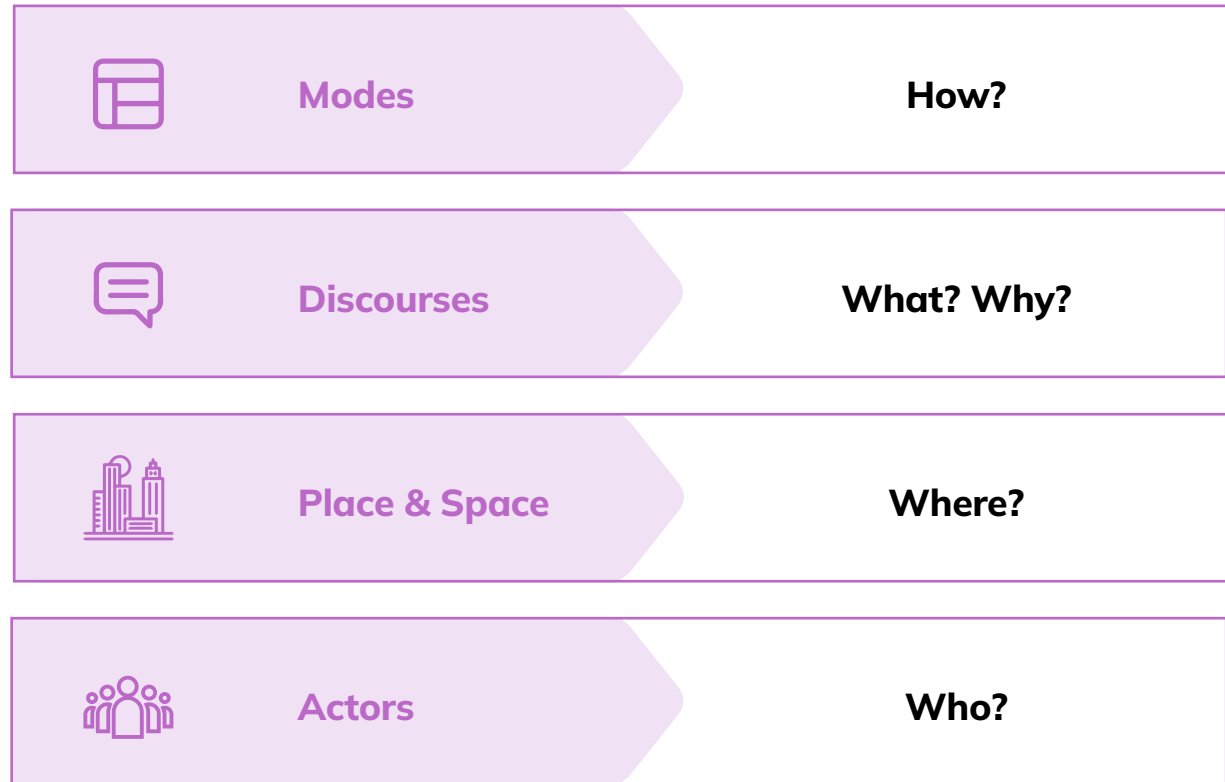 Modes
How?
Discourses
What? Why?
Place & Space
Where?
Actors
Who?